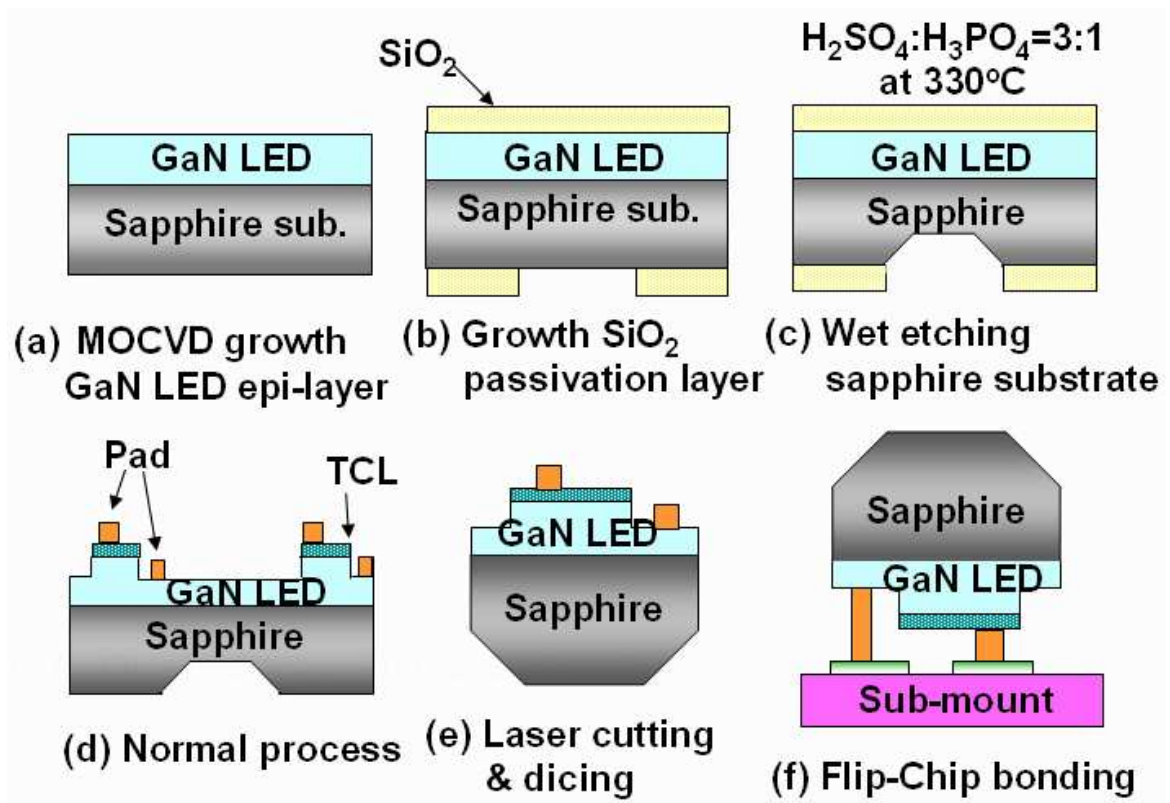 GaN LED
Sapphire sub.
(a) MOCVD growth
GaN LED epi-layer
SiO₂
GaN LED
Sapphire sub.
(b) Growth SiO₂
passivation layer
H₂SO₄:H₃PO₄=3:1
at 330ºC
GaN LED
Sapphire
(c) Wet etching
sapphire substrate
Pad
TCL
GaN LED
Sapphire
(d) Normal process
GaN LED
Sapphire
(e) Laser cutting
& dicing
Sapphire
GaN LED
Sub-mount
(f) Flip-Chip bonding